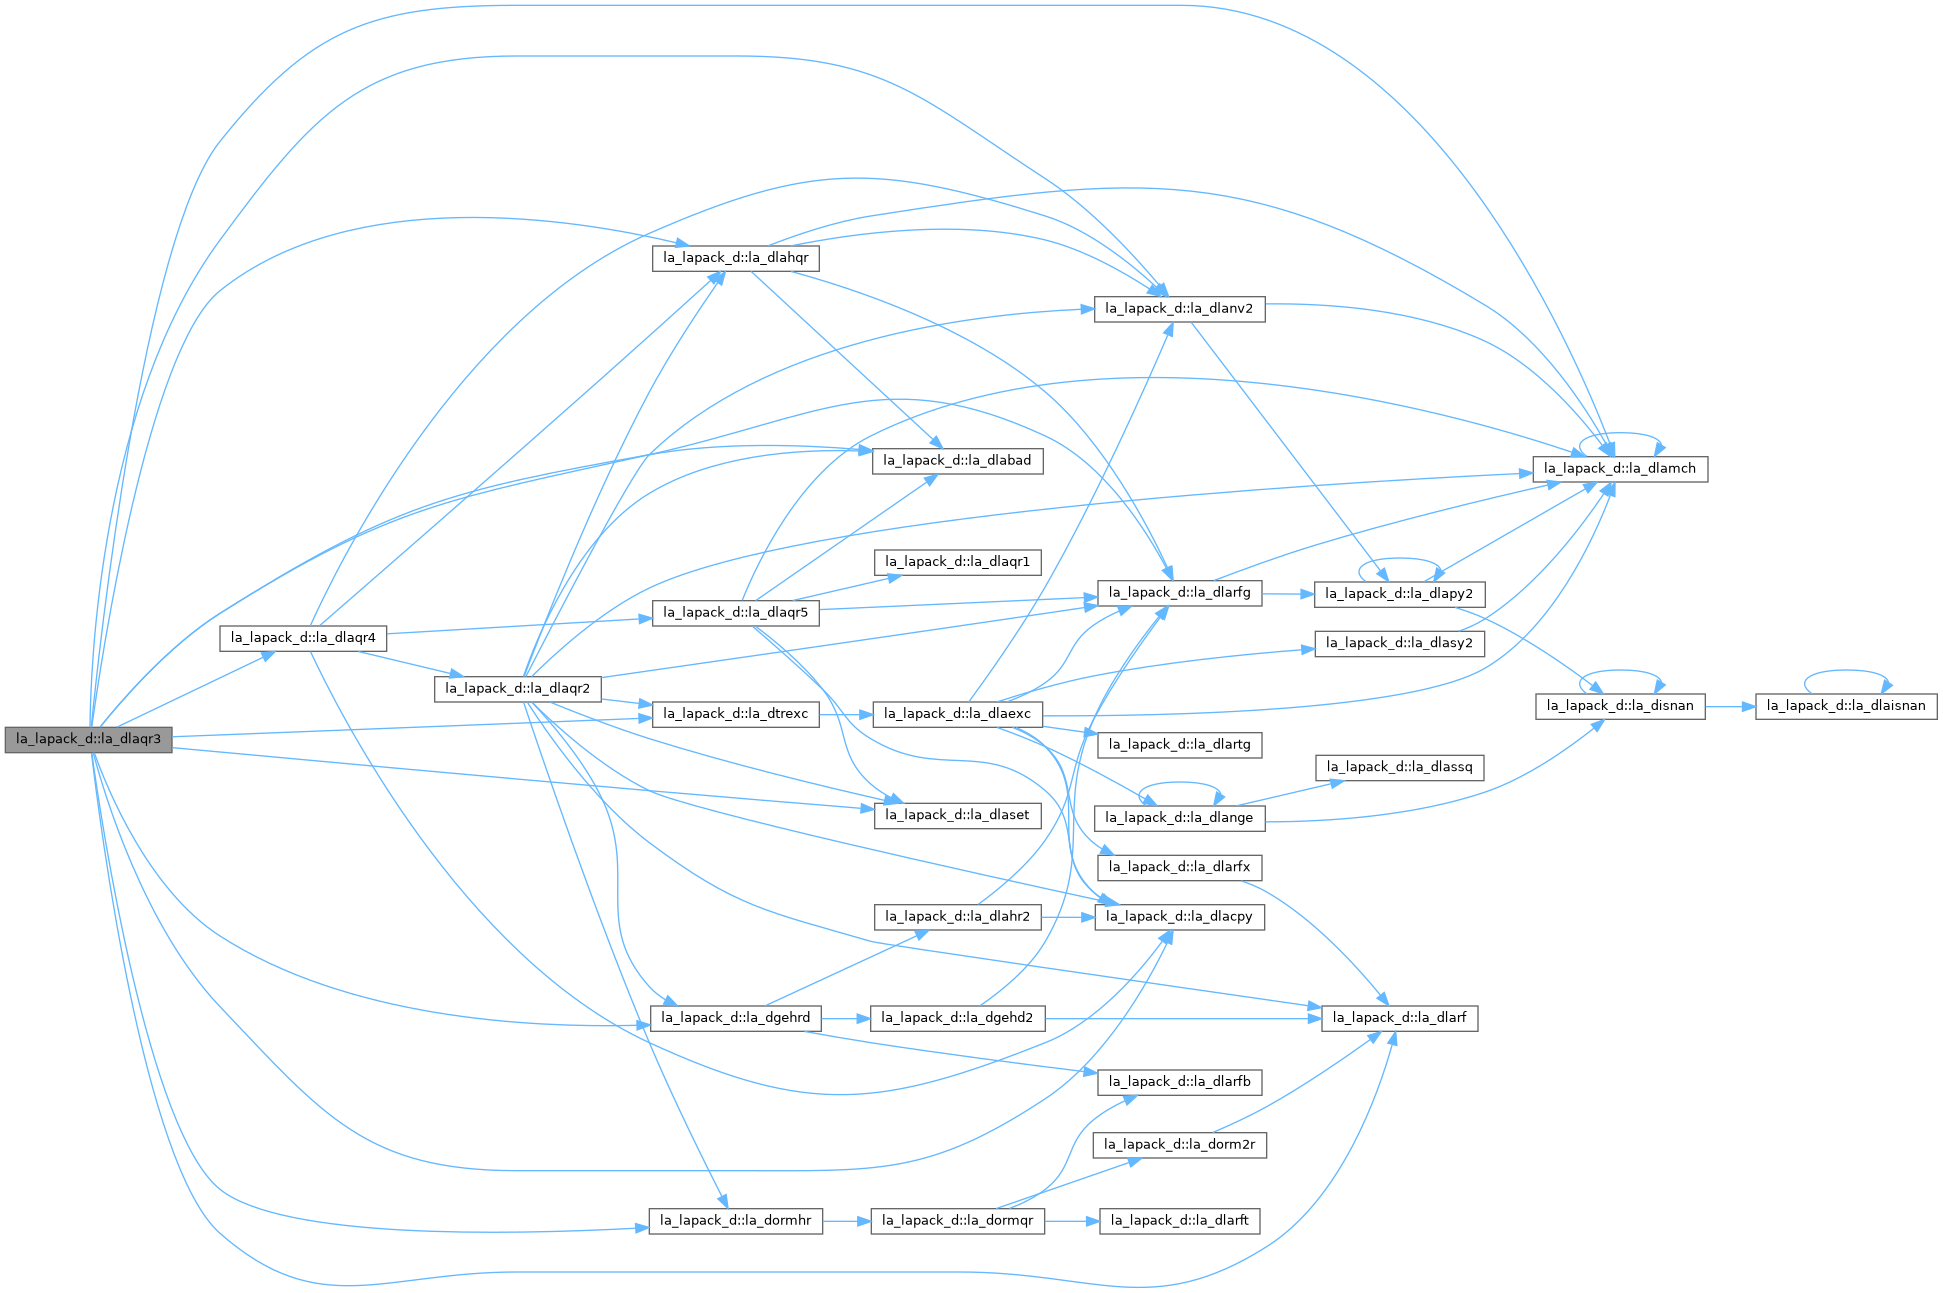 la_lapack_d::la_dlahqr
la_lapack_d::la_dlanv2
la_lapack_d::la_dlabad
la_lapack_d::la_dlamch
la_lapack_d::la_dlaqr1
la_lapack_d::la_dlarfg
la_lapack_d::la_dlapy2
la_lapack_d::la_dlaqr5
la_lapack_d::la_dlaqr4
la_lapack_d::la_dlasy2
la_lapack_d::la_dlaqr2
la_lapack_d::la_disnan
la_lapack_d::la_dlaisnan
la_lapack_d::la_dtrexc
la_lapack_d::la_dlaexc
la_lapack_d::la_dlaqr3
la_lapack_d::la_dlartg
la_lapack_d::la_dlassq
la_lapack_d::la_dlaset
la_lapack_d::la_dlange
la_lapack_d::la_dlarfx
la_lapack_d::la_dlahr2
la_lapack_d::la_dlacpy
la_lapack_d::la_dgehrd
la_lapack_d::la_dgehd2
la_lapack_d::la_dlarf
la_lapack_d::la_dlarfb
la_lapack_d::la_dorm2r
la_lapack_d::la_dormhr
la_lapack_d::la_dormqr
la_lapack_d::la_dlarft